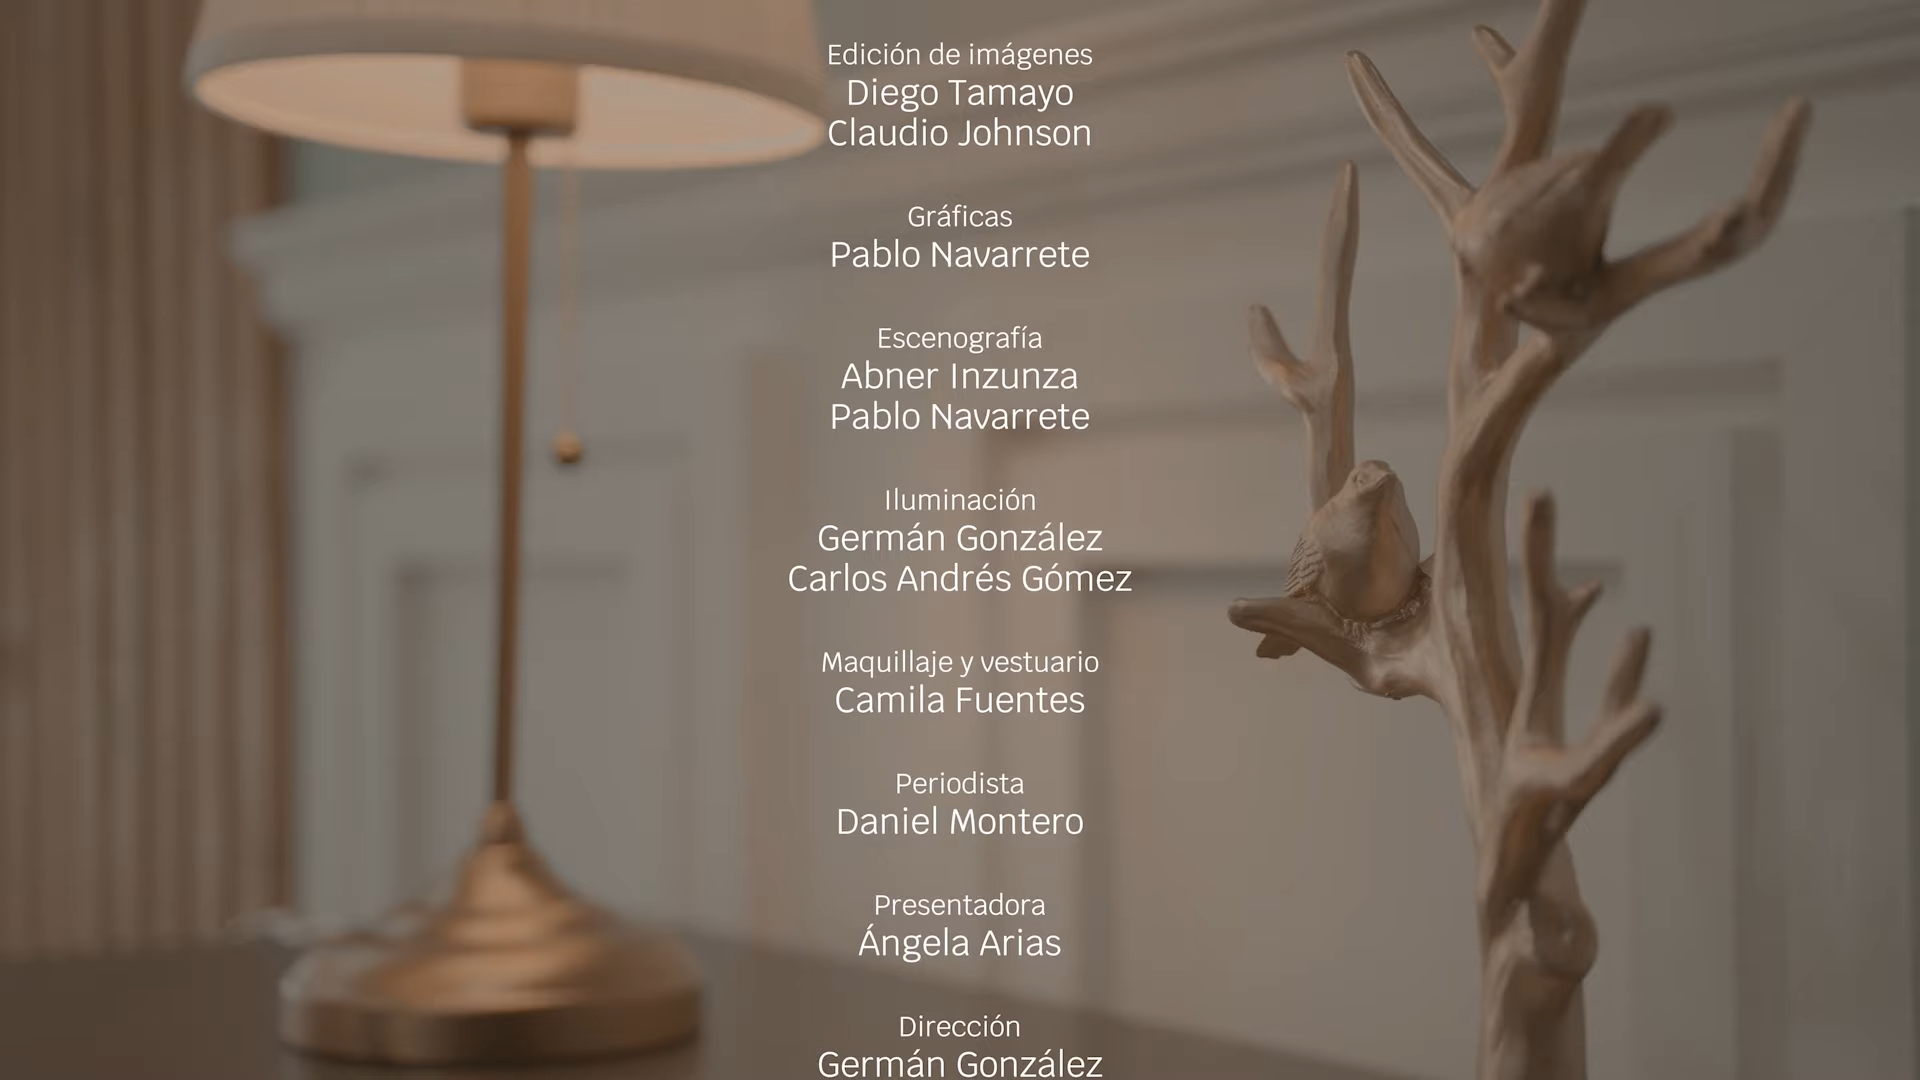 Edición de imágenes
Diego Tamayo
Claudio Johnson
Gráficas
Pablo Navarrete
Escenografía
Abner Inzunza
Pablo Navarrete
Iluminación
Germán González
Carlos Andrés Gómez
Maquillaje y vestuario
Camila Fuentes
Periodista
Daniel Montero
Presentadora
Ángela Arias
Dirección
Germán González